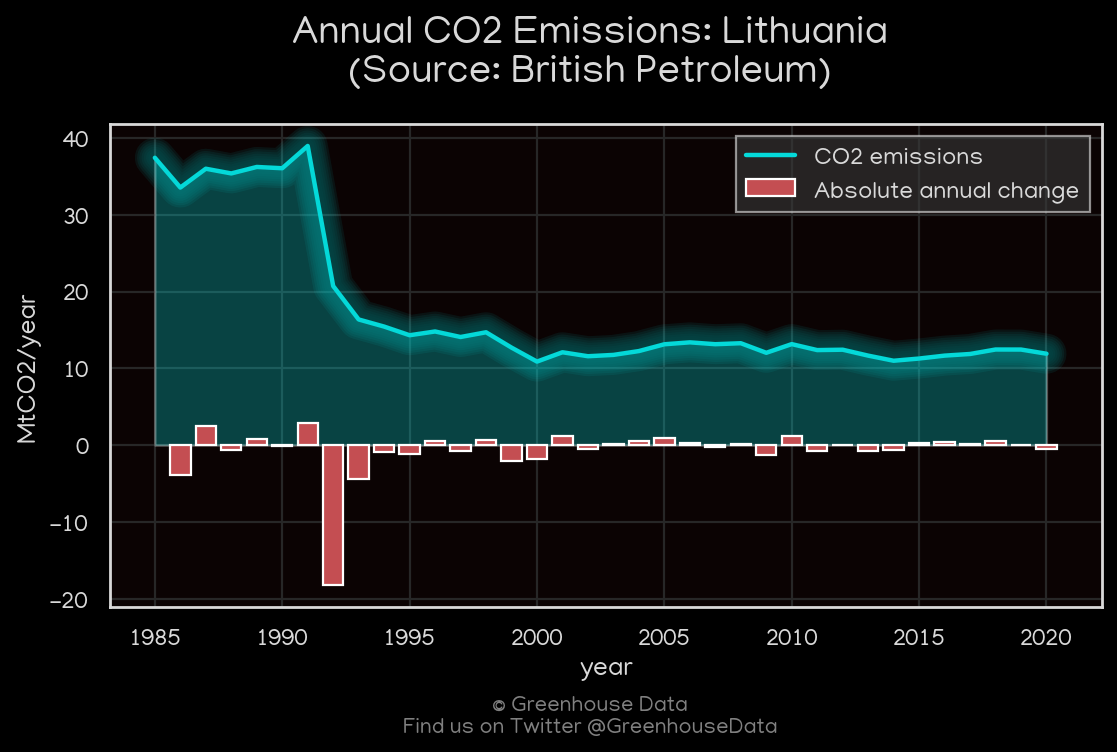 Annual CO2 Emissions: Lithuania
(Source: British Petroleum)
CO2 emissions
Absolute annual change
MtCO2/year
40
30
20
10
0
−10
−20
1985 1990 1995 2000 2005 2010 2015 2020
year
© Greenhouse Data
Find us on Twitter @GreenhouseData